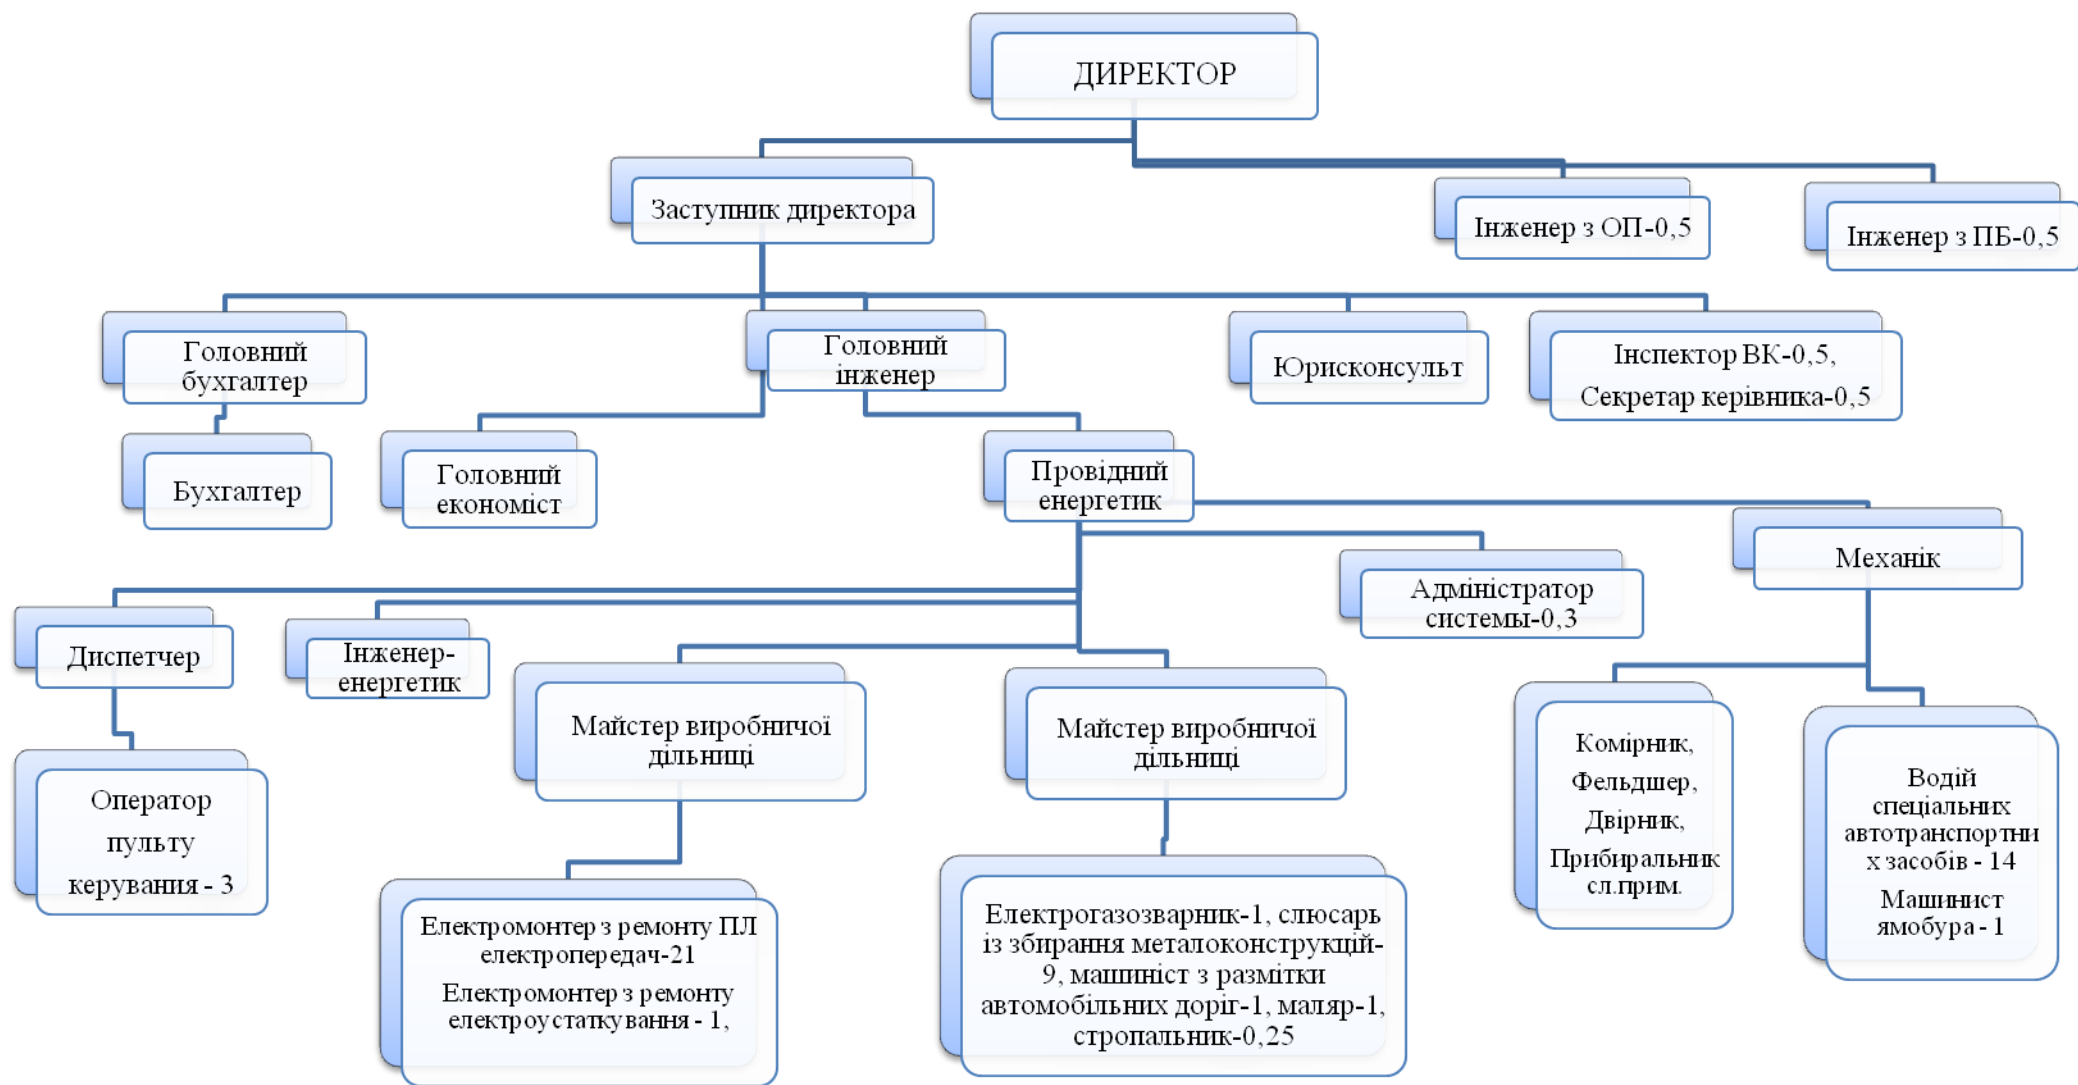 ДИРЕКТОР
Заступник директора
Інженер з ОП-0,5
Інженер з ПБ-0,5
Головний
бухгалтер
Головний
інженер
Юрисконсульт
Інспектор ВК-0,5,
Секретар керівника-0,5
Бухгалтер
Головний
економіст
Провідний
енергетик
Механік
Адміністратор
системы-0,3
Диспетчер
Інженер-
енергетик
Майстер виробничої
дільниці
Майстер виробничої
дільниці
Комірник,
Фельдшер,
Двірник,
Прибиральник
сл.прим.
Водій
спеціальних
автотранспортни
х засобів - 14
Машинист
ямобура - 1
Оператор
пульту
керування - 3
Електромонтер з ремонту ПЛ
електропередач-21
Електромонтер з ремонту
електроустаткування - 1,
Електрогазозварник-1, слюсарь
із збирання металоконструкцій-
9, машиніст з размітки
автомобільних доріг-1, маляр-1,
стропальник-0,25